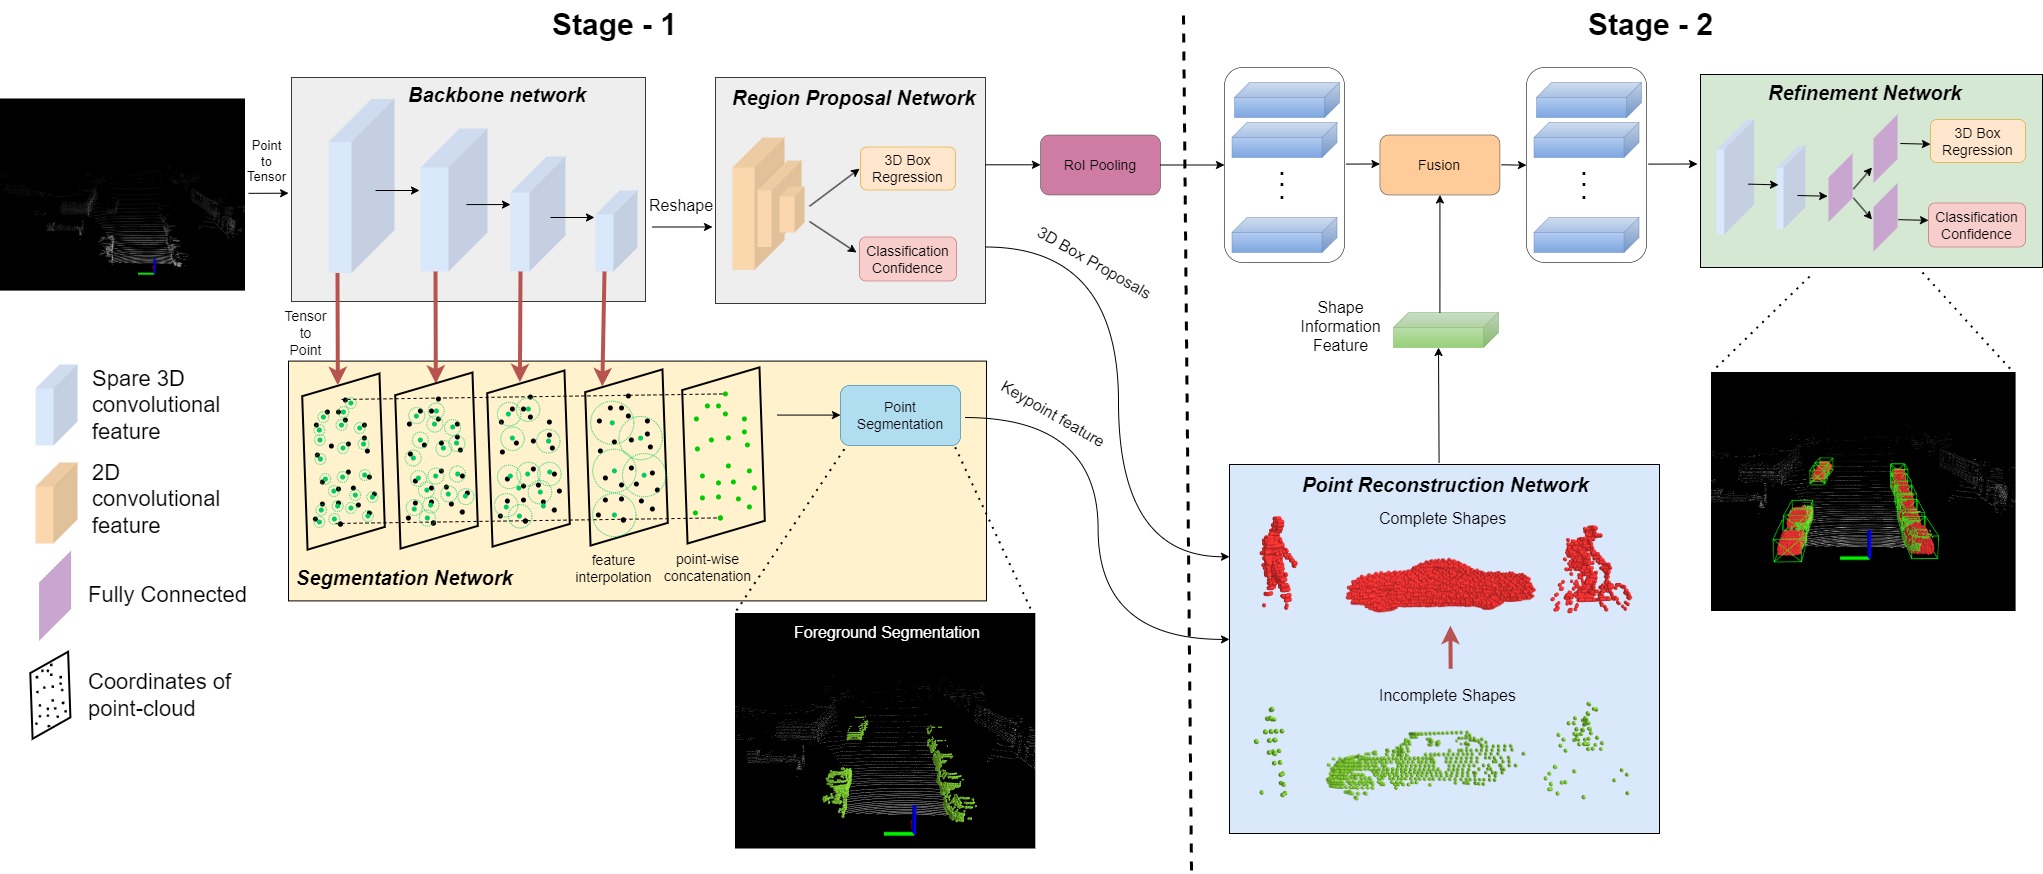 Stage - 1
Stage - 2
Backbone network
Region Proposal Network
Refinement Network
Point
to
Tensor
Reshape
3D Box
Regression
Classification
Confidence
RoI Pooling
Fusion
3D Box
Regression
Classification
Confidence
3D Box Proposals
Tensor
to
Point
Shape
Information
Feature
Spare 3D
convolutional
feature
2D
convolutional
feature
Fully Connected
Coordinates of
point-cloud
Point
Segmentation
Keypoint feature
feature
interpolation
point-wise
concatenation
Segmentation Network
Foreground Segmentation
Point Reconstruction Network
Complete Shapes
Incomplete Shapes